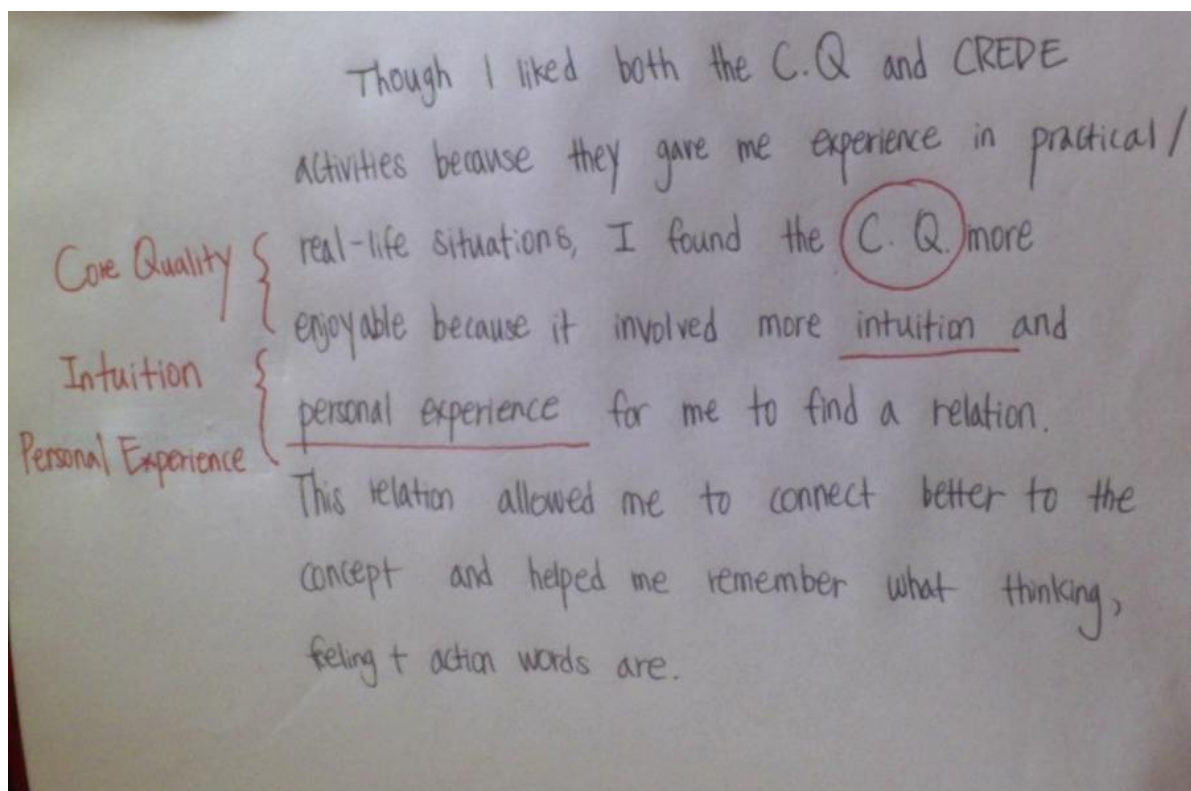 Though I liked both the C.Q and CREDE
activities because they gave me experience in practical/
real-life situations, I found the C. Q. more
enjoyable because it involved more intuition and
personal experience for me to find a relation.
This relation allowed me to connect better to the
concept and helped me remember what thinking,
feling + action words are.
Core Quality
Intuition
Personal Experience